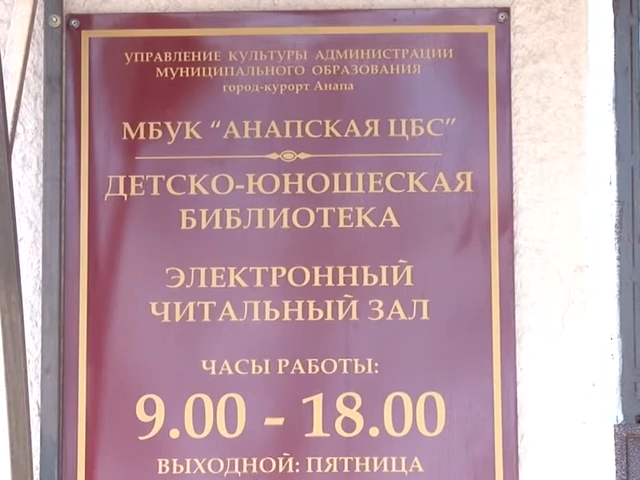 УПРАВЛЕНИЕ КУЛЬТУРЫ АДМИНИСТРАЦИИ
МУНИЦИПАЛЬНОГО ОБРАЗОВАНИЯ
город-курорт Анапа
МБУК "АНАПСКАЯ ЦБС"
ДЕТСКО-ЮНОШЕСКАЯ
БИБЛИОТЕКА
ЭЛЕКТРОННЫЙ
ЧИТАЛЬНЫЙ ЗАЛ
ЧАСЫ РАБОТЫ:
9.00 - 18.00
ВЫХОДНОЙ: ПЯТНИЦА